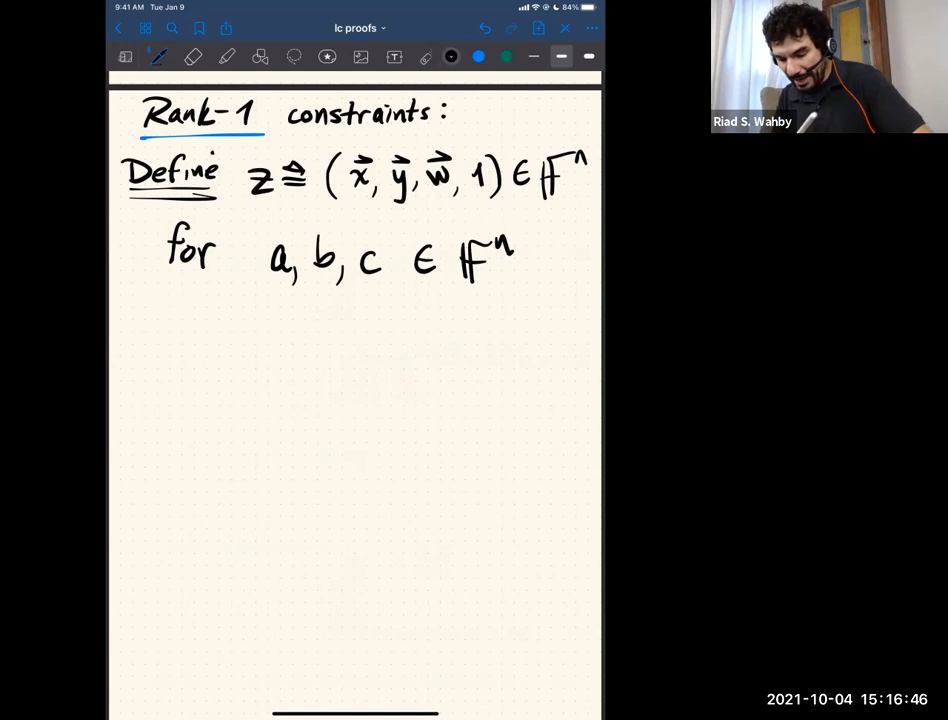 9:41 AM Tue Jan 9
84%
lc proofs
Rank-1 constraints:
Define z ≜ (x⃗, y⃗, w⃗, 1) ∈ 𝔽ⁿ
for a, b, c ∈ 𝔽ⁿ
Riad S. Wahby
2021-10-04 15:16:46